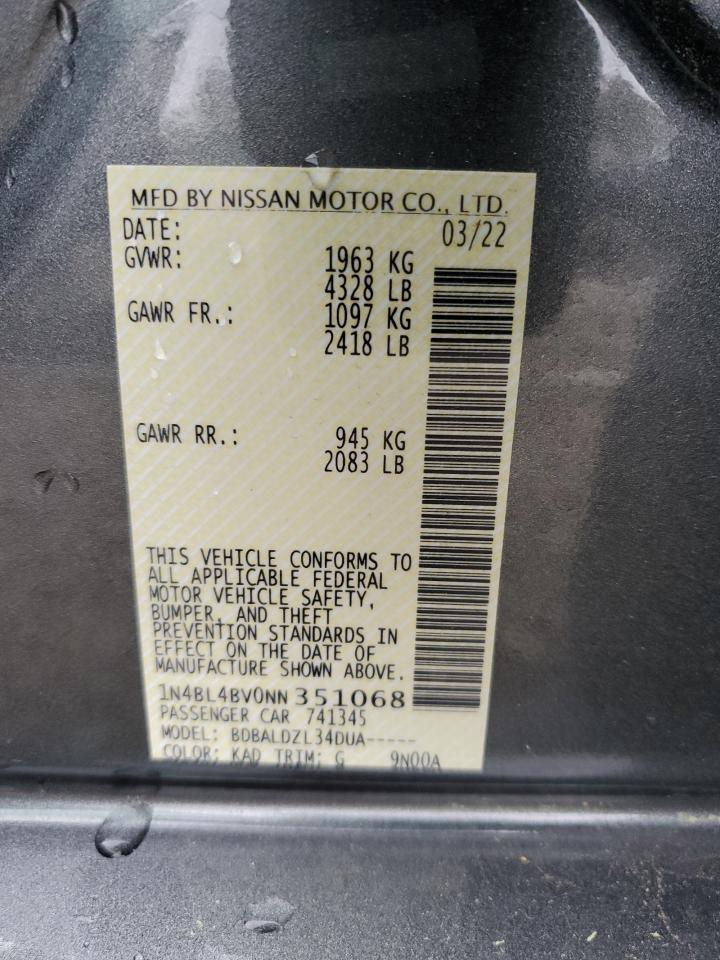 MFD BY NISSAN MOTOR CO., LTD.
DATE: 03/22
GVWR: 1963 KG
4328 LB
GAWR FR.: 1097 KG
2418 LB
GAWR RR.: 945 KG
2083 LB
THIS VEHICLE CONFORMS TO
ALL APPLICABLE FEDERAL
MOTOR VEHICLE SAFETY,
BUMPER, AND THEFT
PREVENTION STANDARDS IN
EFFECT ON THE DATE OF
MANUFACTURE SHOWN ABOVE.
1N4BL4BV0NN351068
PASSENGER CAR 741345
MODEL: BDBALDZL34DUA-----
COLOR: KAD TRIM: G 9N00A